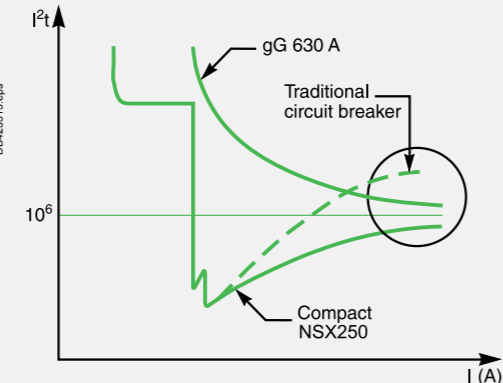 I²t
gG 630 A
Traditional
circuit breaker
10⁶
Compact
NSX250
I (A)